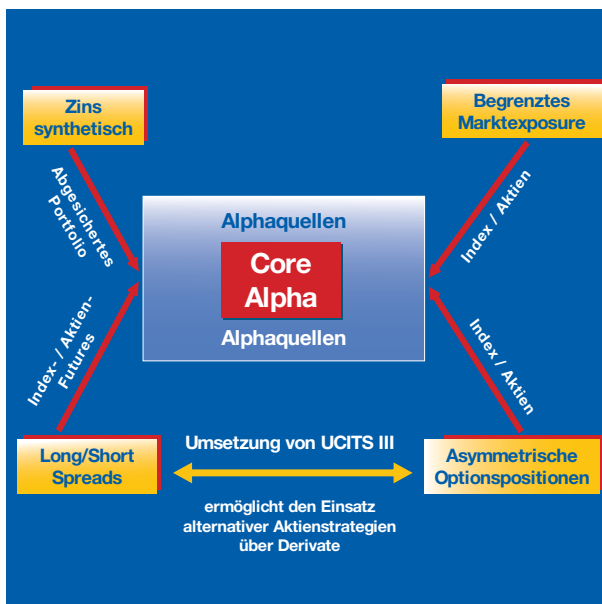 Zins
synthetisch
Begrenztes
Marktexposure
Abgesichertes
Portfolio
Index / Aktien
Alphaquellen
Core
Alpha
Alphaquellen
Index- / Aktien-
Futures
Index / Aktien
Long/Short
Spreads
Umsetzung von UCITS III
Asymmetrische
Optionspositionen
ermöglicht den Einsatz
alternativer Aktienstrategien
über Derivate